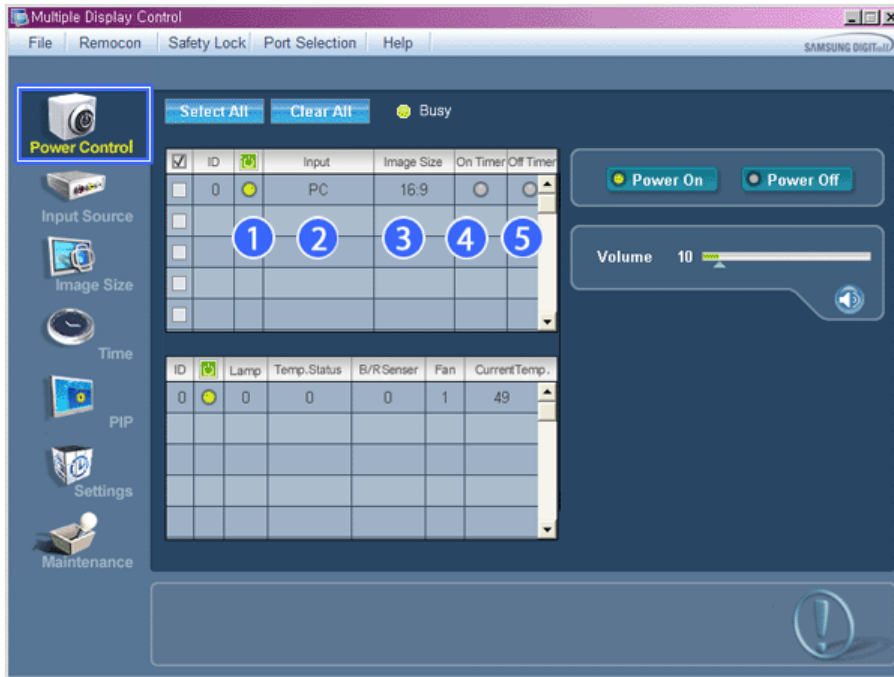 Multiple Display Control
File Remocon Safety Lock Port Selection Help
SAMSUNG DIGITall
Select All Clear All Busy
Power Control
ID Input Image Size On Timer Off Timer
0 PC 16:9
1 2 3 4 5
Power On Power Off
Volume 10
Input Source
Image Size
Time
PIP
Settings
Maintenance
ID Lamp Temp.Status B/RSenser Fan CurrentTemp.
0 0 0 0 1 49